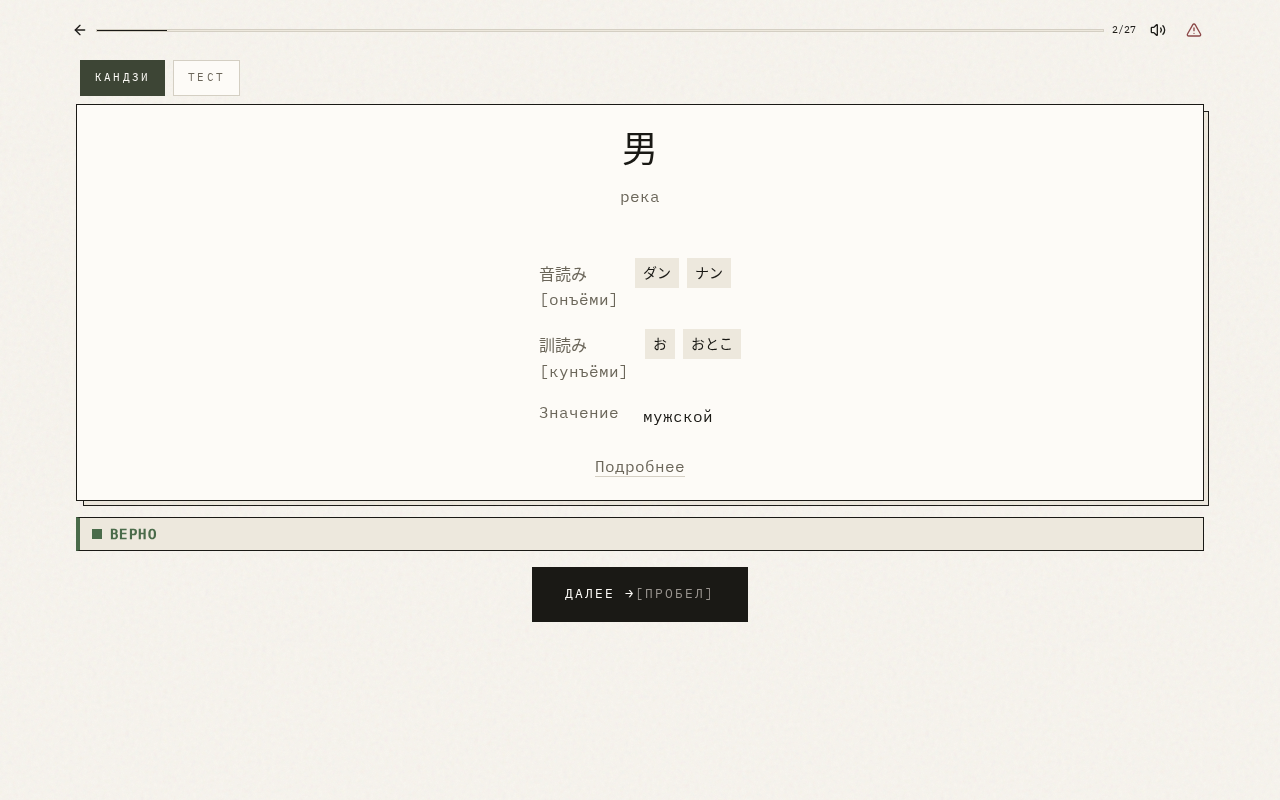 2/27
КАНДЗИ
ТЕСТ
男
река
音読み ダン ナン
[онъёми]
訓読み お おとこ
[кунъёми]
Значение мужской
Подробнее
ВЕРНО
ДАЛЕЕ →[ПРОБЕЛ]